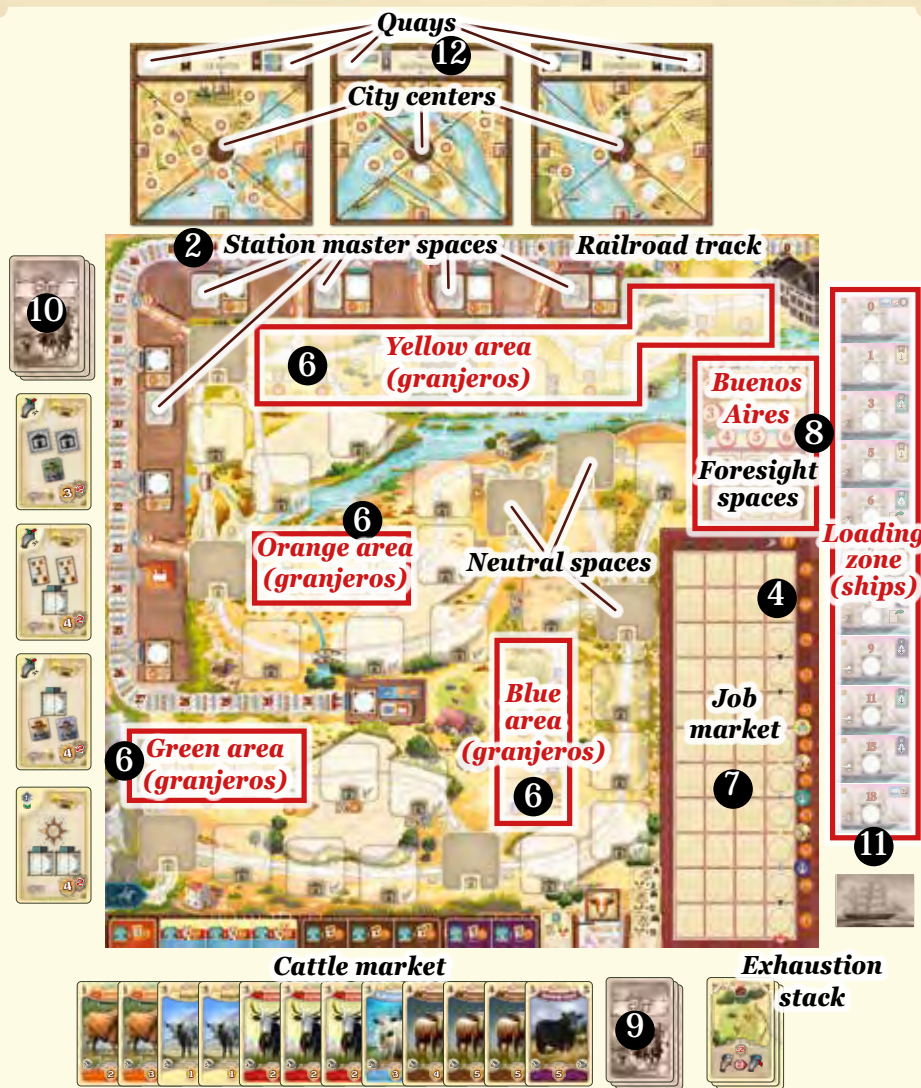 Quays
12
City centers
2
Station master spaces
Railroad track
10
6
Yellow area
(granjeros)
Buenos
Aires
8
Foresight
spaces
6
Orange area
(granjeros)
Neutral spaces
Loading
zone
(ships)
4
Job
market
7
Blue
area
(granjeros)
6
6
Green area
(granjeros)
11
Cattle market
9
Exhaustion
stack